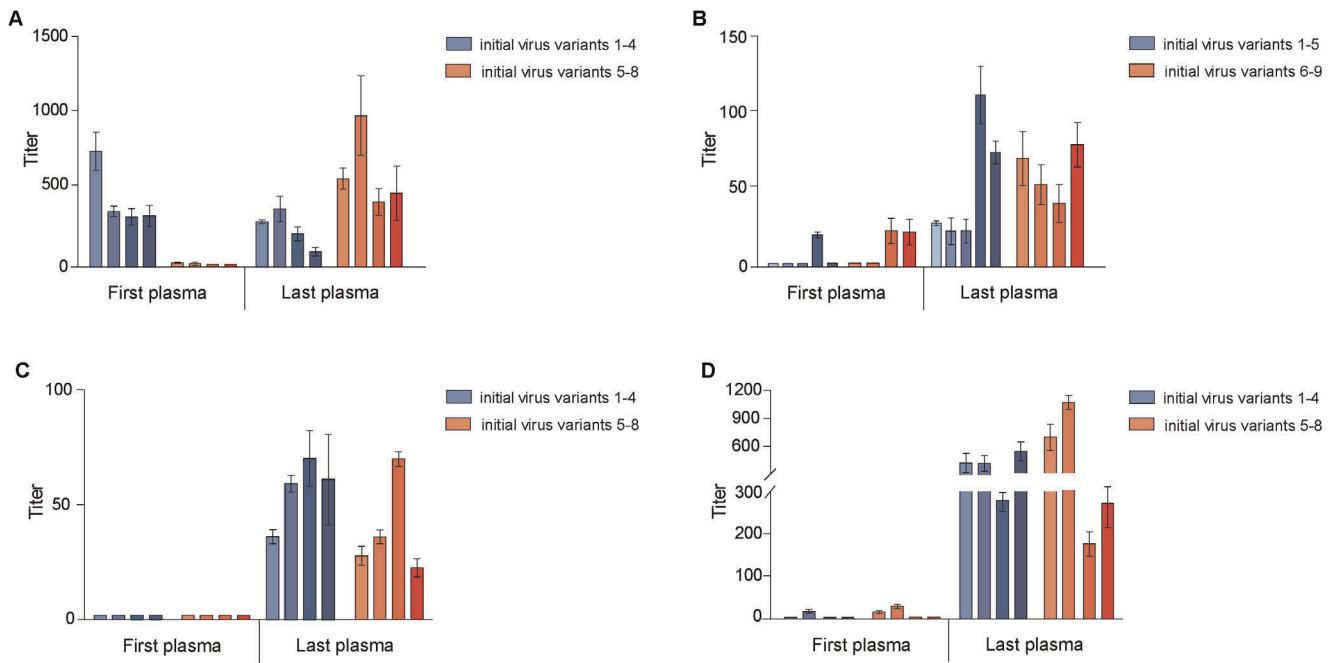 A
1500
1000
500
0
Titer
First plasma
Last plasma
initial virus variants 1-4
initial virus variants 5-8
B
150
100
50
0
Titer
First plasma
Last plasma
initial virus variants 1-5
initial virus variants 6-9
C
100
50
0
Titer
First plasma
Last plasma
initial virus variants 1-4
initial virus variants 5-8
D
1200
900
600
300
200
100
0
Titer
First plasma
Last plasma
initial virus variants 1-4
initial virus variants 5-8